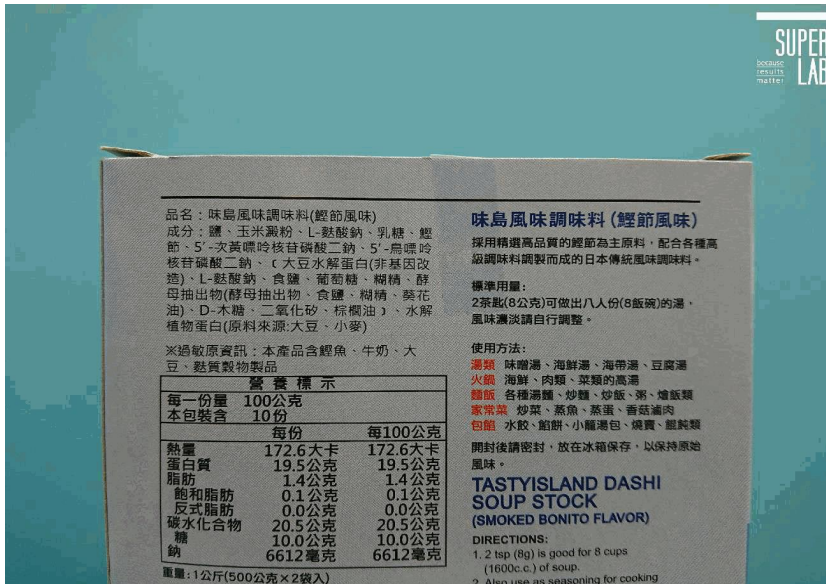 SUPER
LAB
because
results
matter
品名：味島風味調味料(鰹節風味)
成分：鹽、玉米澱粉、L-麩酸鈉、乳糖、鰹
節、5'-次黃嘌呤核苷磷酸二鈉、5'-鳥嘌呤
核苷磷酸二鈉、﹝大豆水解蛋白(非基因改
造)、L-麩酸鈉、食鹽、葡萄糖、糊精、酵
母抽出物(酵母抽出物、食鹽、糊精、葵花
油)、D-木糖、二氧化矽、棕櫚油﹞、水解
植物蛋白(原料來源:大豆、小麥)
※過敏原資訊：本產品含鰹魚、牛奶、大
豆、麩質穀物製品
營養標示
每一份量 100公克
本包裝含 10份
每份 每100公克
熱量 172.6大卡 172.6大卡
蛋白質 19.5公克 19.5公克
脂肪 1.4公克 1.4公克
飽和脂肪 0.1公克 0.1公克
反式脂肪 0.0公克 0.0公克
碳水化合物 20.5公克 20.5公克
糖 10.0公克 10.0公克
鈉 6612毫克 6612毫克
重量:1公斤(500公克×2袋入)
味島風味調味料(鰹節風味)
採用精選高品質的鰹節為主原料，配合各種高
級調味料調製而成的日本傳統風味調味料。
標準用量:
2茶匙(8公克)可做出八人份(8飯碗)的湯，
風味濃淡請自行調整。
使用方法:
湯類 味噌湯、海鮮湯、海帶湯、豆腐湯
火鍋 海鮮、肉類、菜類的高湯
麵飯 各種湯麵、炒麵、炒飯、粥、燴飯類
家常菜 炒菜、蒸魚、蒸蛋、香菇滷肉
包餡 水餃、餡餅、小籠湯包、燒賣、餛飩類
開封後請密封，放在冰箱保存，以保持原始
風味。
TASTYISLAND DASHI
SOUP STOCK
(SMOKED BONITO FLAVOR)
DIRECTIONS:
1. 2 tsp (8g) is good for 8 cups
(1600c.c.) of soup.
2. Also use as seasoning for cooking